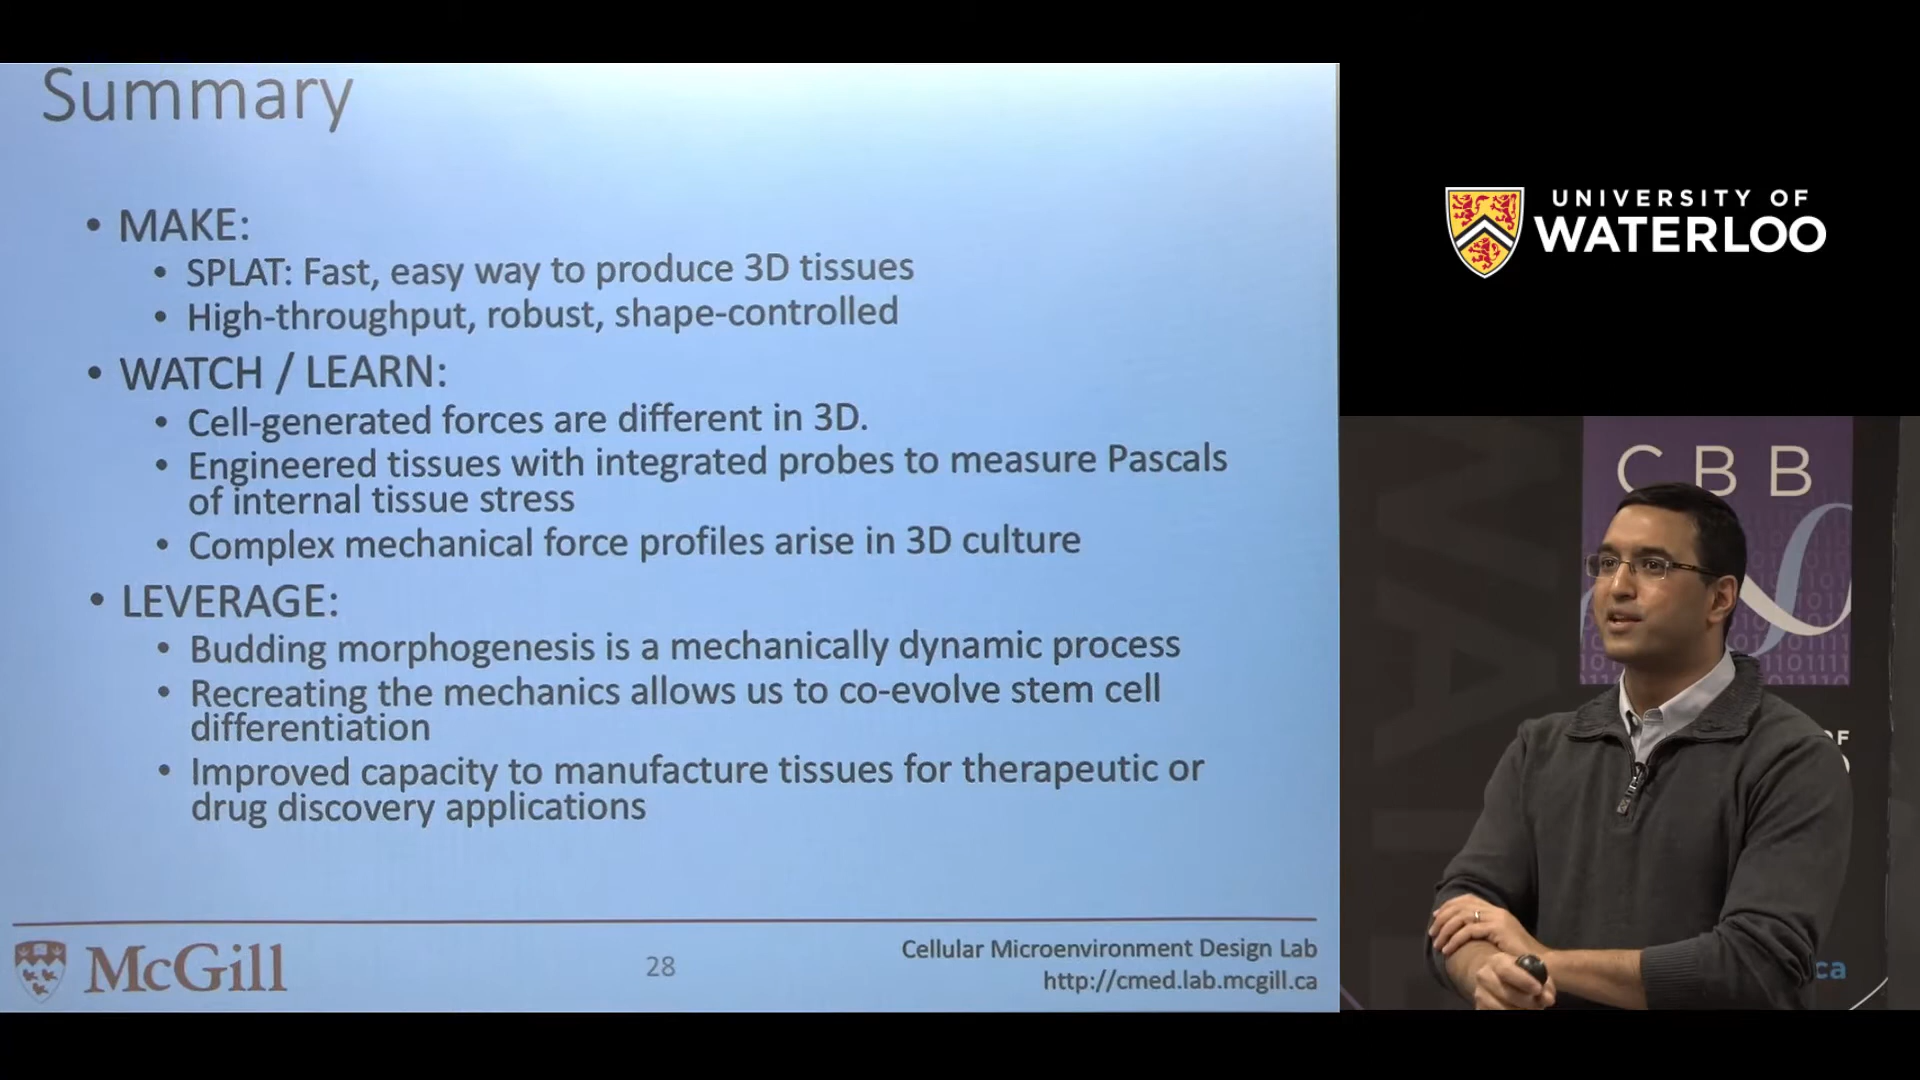 Summary
• MAKE:
• SPLAT: Fast, easy way to produce 3D tissues
• High-throughput, robust, shape-controlled
• WATCH / LEARN:
• Cell-generated forces are different in 3D.
• Engineered tissues with integrated probes to measure Pascals
of internal tissue stress
• Complex mechanical force profiles arise in 3D culture
• LEVERAGE:
• Budding morphogenesis is a mechanically dynamic process
• Recreating the mechanics allows us to co-evolve stem cell
differentiation
• Improved capacity to manufacture tissues for therapeutic or
drug discovery applications
McGill
28
Cellular Microenvironment Design Lab
http://cmed.lab.mcgill.ca
UNIVERSITY OF
WATERLOO
CBB